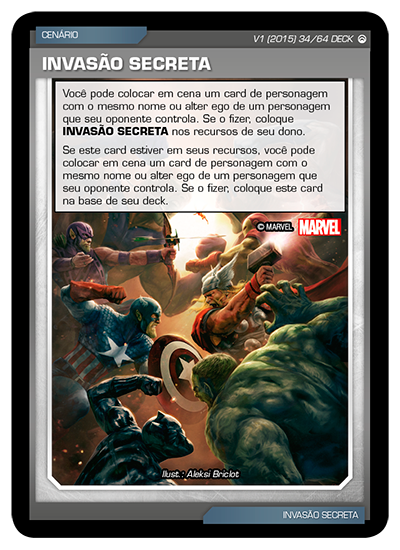 CENÁRIO
V1 (2015) 34/64 DECK
INVASÃO SECRETA
Você pode colocar em cena um card de personagem
com o mesmo nome ou alter ego de um personagem
que seu oponente controla. Se o fizer, coloque
INVASÃO SECRETA nos recursos de seu dono.
Se este card estiver em seus recursos, você pode
colocar em cena um card de personagem com o
mesmo nome ou alter ego de um personagem que
seu oponente controla. Se o fizer, coloque este card
na base de seu deck.
© MARVEL MARVEL
Ilust.: Aleksi Briclot
INVASÃO SECRETA